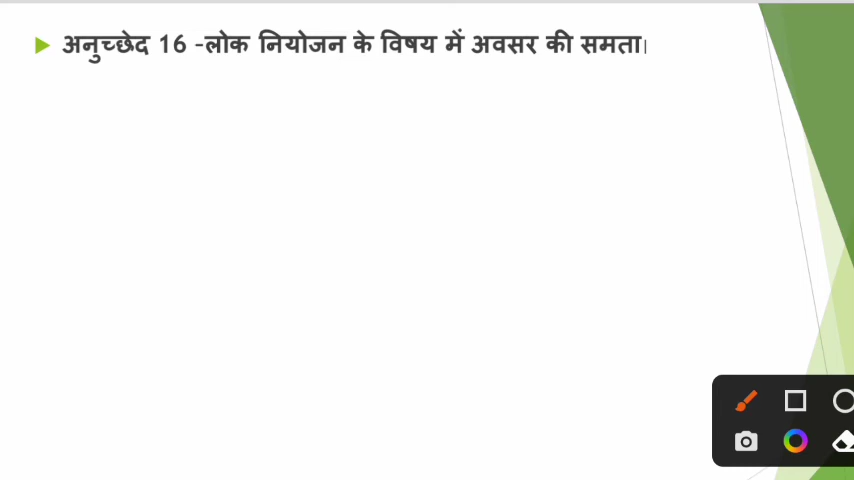 अनुच्छेद 16 -लोक नियोजन के विषय में अवसर की समता।